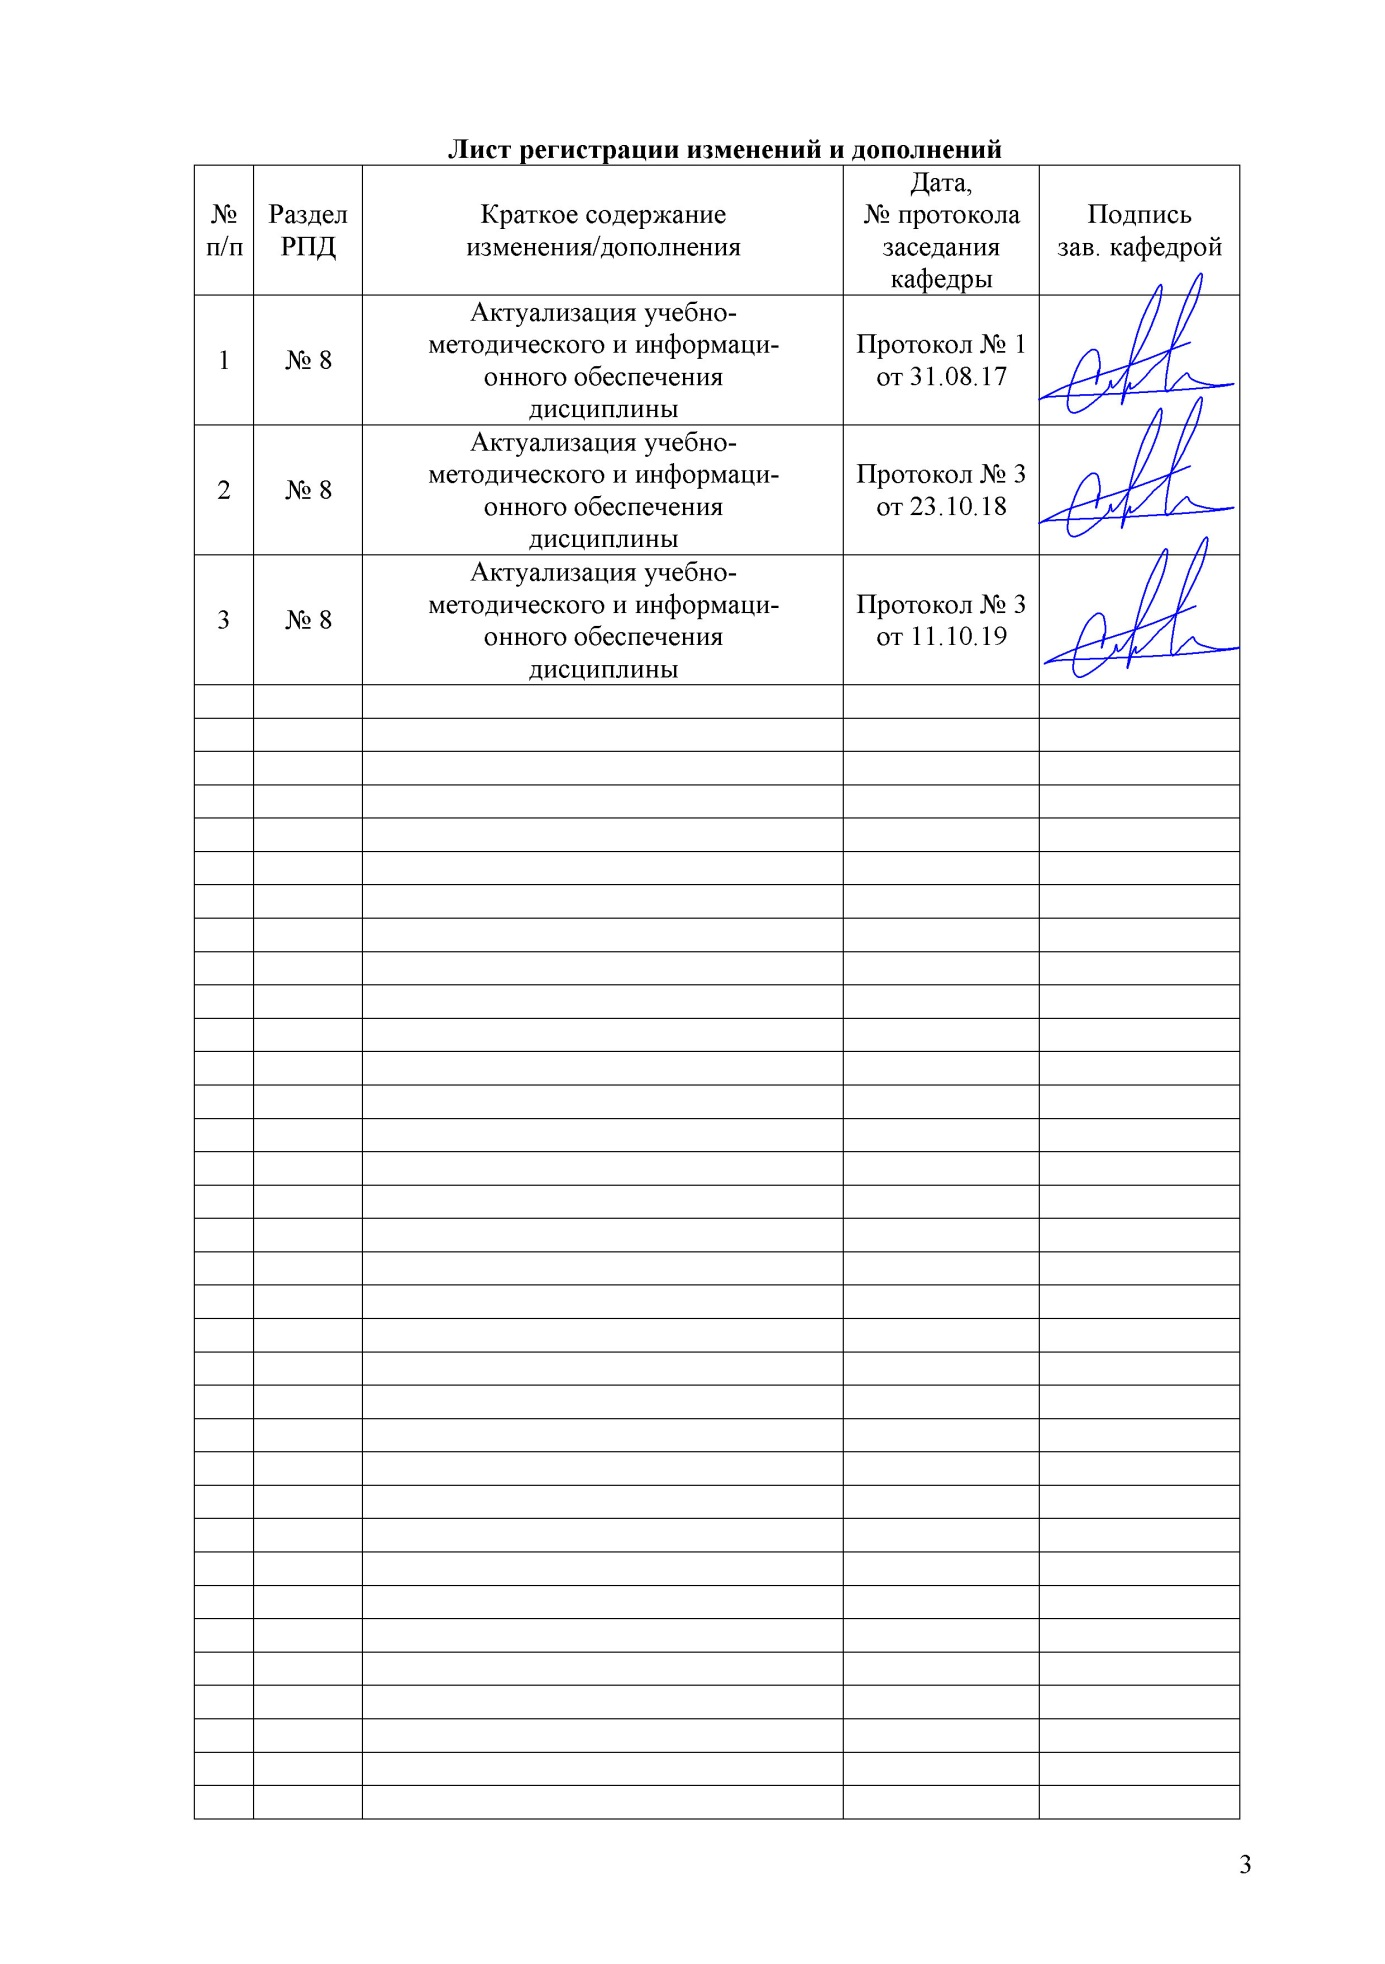 Лист регистрации изменений и дополнений
№
п/п
Раздел
РПД
Краткое содержание
изменения/дополнения
Дата,
№ протокола
заседания
кафедры
Подпись
зав. кафедрой
1
№ 8
Актуализация учебно-
методического и информаци-
онного обеспечения
дисциплины
Протокол № 1
от 31.08.17
2
№ 8
Актуализация учебно-
методического и информаци-
онного обеспечения
дисциплины
Протокол № 3
от 23.10.18
3
№ 8
Актуализация учебно-
методического и информаци-
онного обеспечения
дисциплины
Протокол № 3
от 11.10.19
3